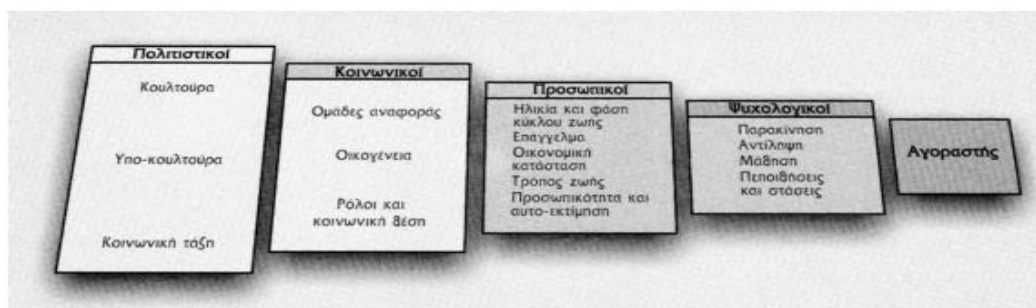 Πολιτιστικοί
Κουλτούρα
Υπο-κουλτούρα
Κοινωνική τάξη
Κοινωνικοί
Ομάδες αναφοράς
Οικογένεια
Ρόλοι και
κοινωνική θέση
Προσωπικοί
Ηλικία και φάση
κύκλου ζωής
Επάγγελμα
Οικονομική
κατάσταση
Τρόπος ζωής
Προσωπικότητα και
αυτο-εκτίμηση
Ψυχολογικοί
Παρακίνηση
Αντίληψη
Μάθηση
Πεποιθήσεις
και στάσεις
Αγοραστής